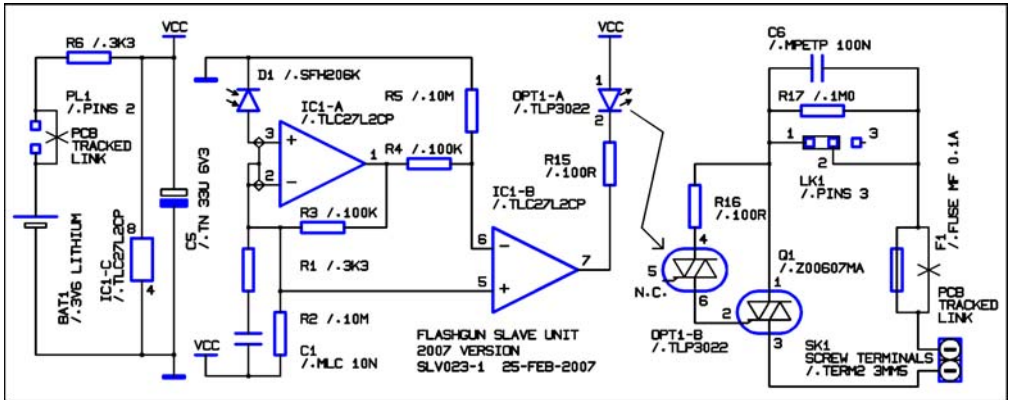 R6 /.3K3
VCC
PL1
/.PINS 2
PCB
TRACKED
LINK
BAT1
/.3V6 LITHIUM
IC1-C
/.TLC27L2CP
8
4
C5
/.TN 33U 6V3
D1 /.SFH206K
IC1-A
/.TLC27L2CP
3
+
2
-
1
R5 /.10M
R4 /.100K
R3 /.100K
R1 /.3K3
R2 /.10M
C1
/.MLC 10N
VCC
IC1-B
/.TLC27L2CP
6
-
5
+
7
FLASHGUN SLAVE UNIT
2007 VERSION
SLV023-1 25-FEB-2007
VCC
1
OPT1-A
/.TLP3022
2
R15
/.100R
R16
/.100R
4
5
N.C.
6
OPT1-B
/.TLP3022
C6
/.MPETP 100N
R17 /.1M0
1
3
2
LK1
/.PINS 3
Q1
/.Z00607MA
1
2
3
F1
/.FUSE MF 0.1A
PCB
TRACKED
LINK
SK1
SCREW TERMINALS
/.TERM2 3MM5